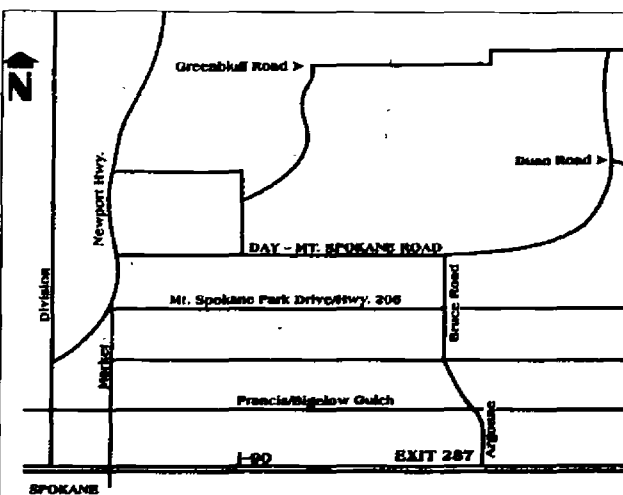 N
Greenbluff Road
Newport Hwy.
Duao Road
DAY - MT. SPOKANE ROAD
Division
Mt. Spokane Park Drive/Hwy. 206
Bruce Road
Market
Francis/Bigelow Gulch
Argonne
I-90
EXIT 287
SPOKANE